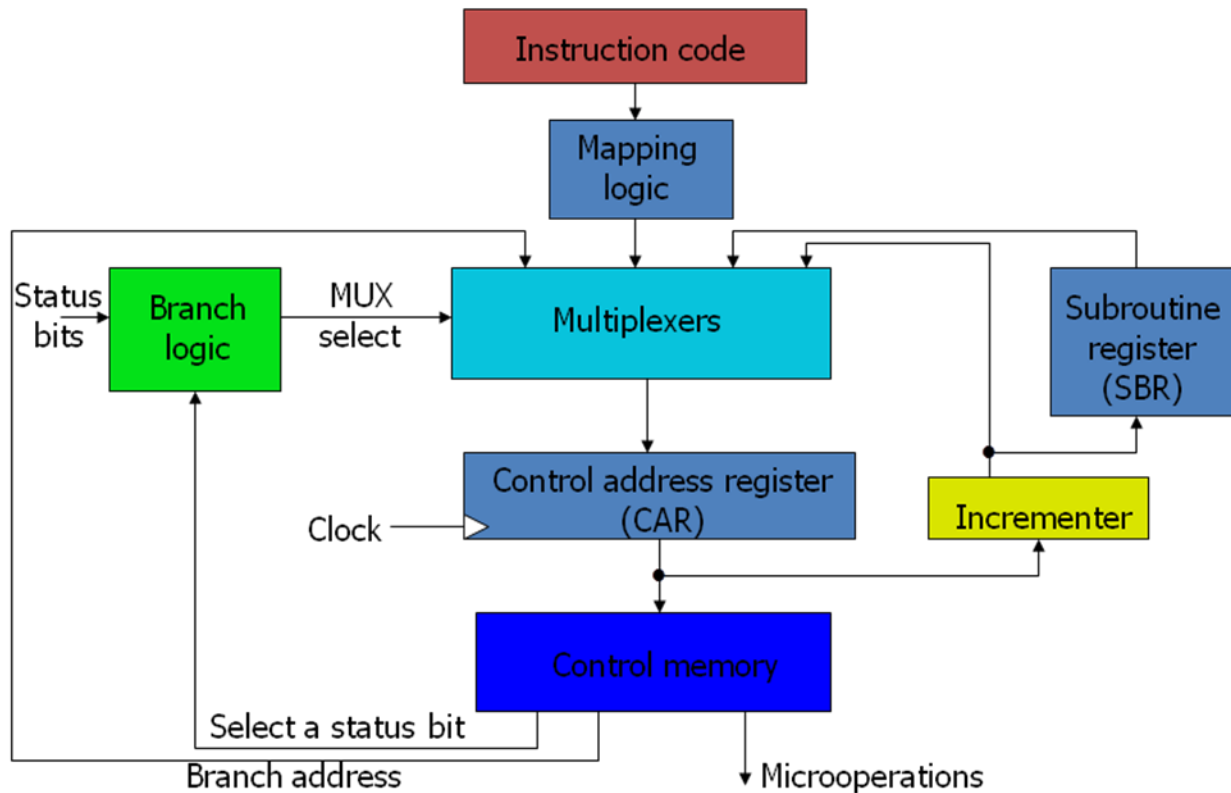 Instruction code
Mapping
logic
Status
bits
Branch
logic
MUX
select
Multiplexers
Subroutine
register
(SBR)
Control address register
(CAR)
Clock
Incrementer
Control memory
Select a status bit
Branch address
Microoperations